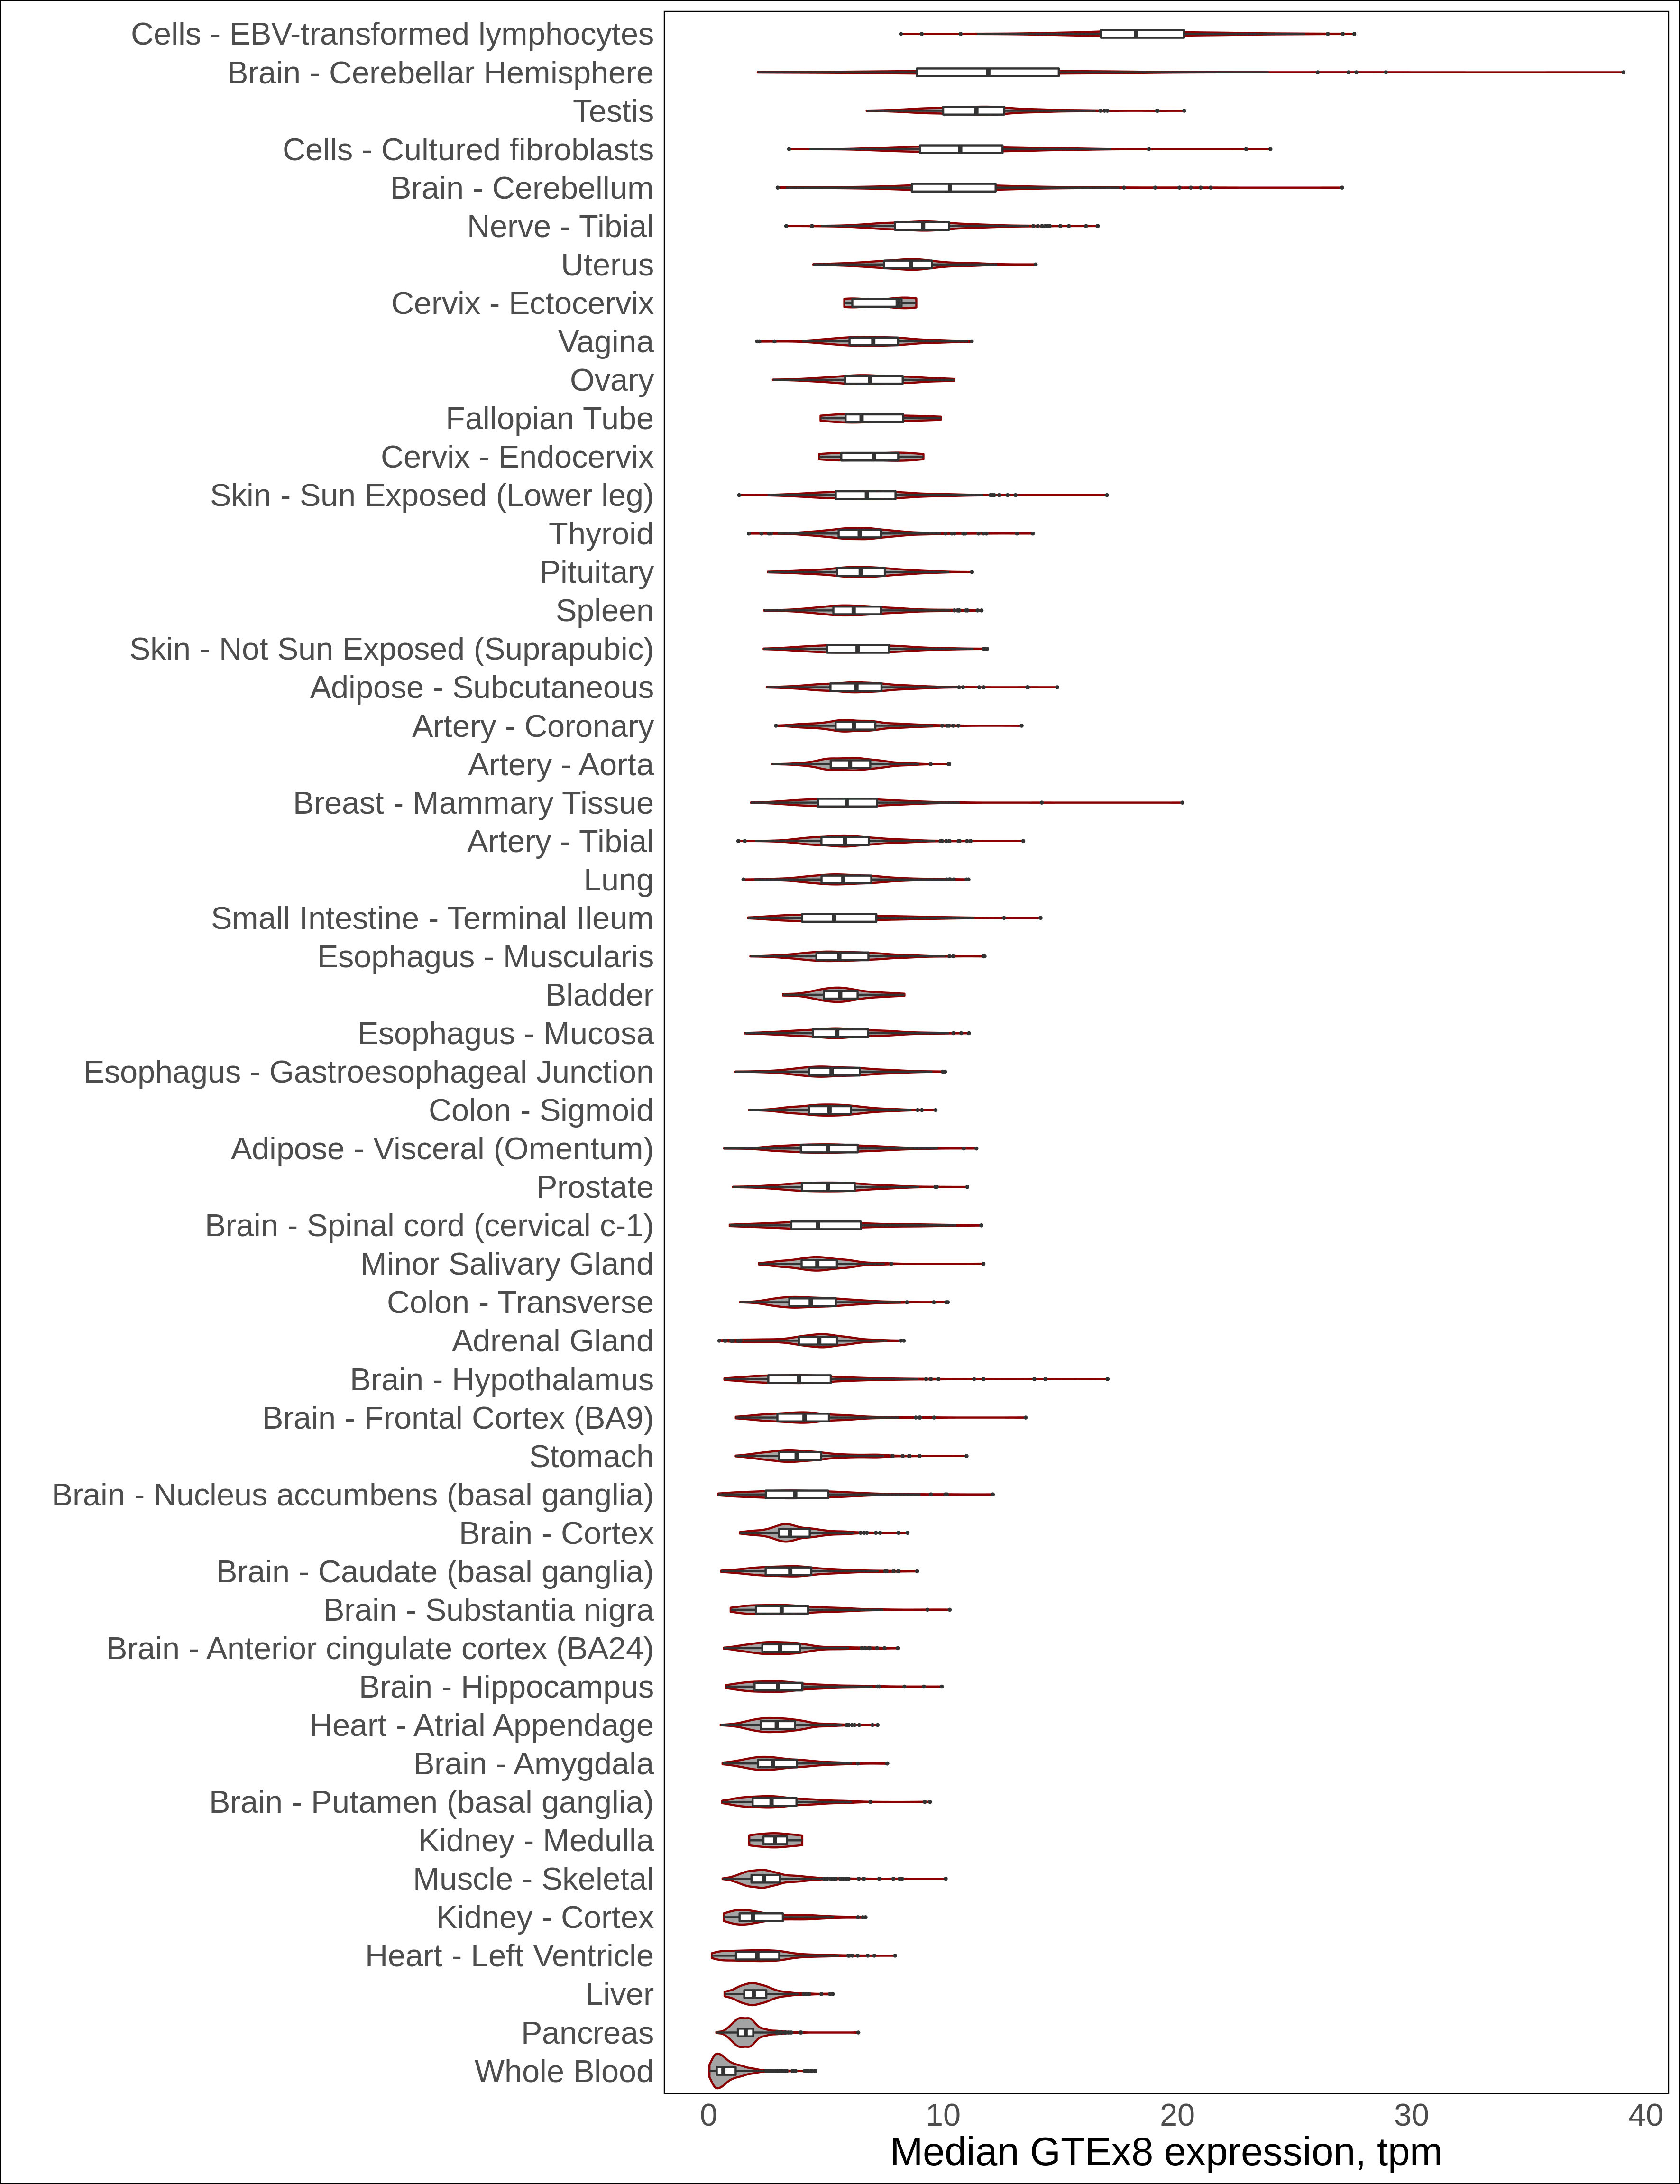 Cells - EBV-transformed lymphocytes
Brain - Cerebellar Hemisphere
Testis
Cells - Cultured fibroblasts
Brain - Cerebellum
Nerve - Tibial
Uterus
Cervix - Ectocervix
Vagina
Ovary
Fallopian Tube
Cervix - Endocervix
Skin - Sun Exposed (Lower leg)
Thyroid
Pituitary
Spleen
Skin - Not Sun Exposed (Suprapubic)
Adipose - Subcutaneous
Artery - Coronary
Artery - Aorta
Breast - Mammary Tissue
Artery - Tibial
Lung
Small Intestine - Terminal Ileum
Esophagus - Muscularis
Bladder
Esophagus - Mucosa
Esophagus - Gastroesophageal Junction
Colon - Sigmoid
Adipose - Visceral (Omentum)
Prostate
Brain - Spinal cord (cervical c-1)
Minor Salivary Gland
Colon - Transverse
Adrenal Gland
Brain - Hypothalamus
Brain - Frontal Cortex (BA9)
Stomach
Brain - Nucleus accumbens (basal ganglia)
Brain - Cortex
Brain - Caudate (basal ganglia)
Brain - Substantia nigra
Brain - Anterior cingulate cortex (BA24)
Brain - Hippocampus
Heart - Atrial Appendage
Brain - Amygdala
Brain - Putamen (basal ganglia)
Kidney - Medulla
Muscle - Skeletal
Kidney - Cortex
Heart - Left Ventricle
Liver
Pancreas
Whole Blood
0 10 20 30 40
Median GTEx8 expression, tpm